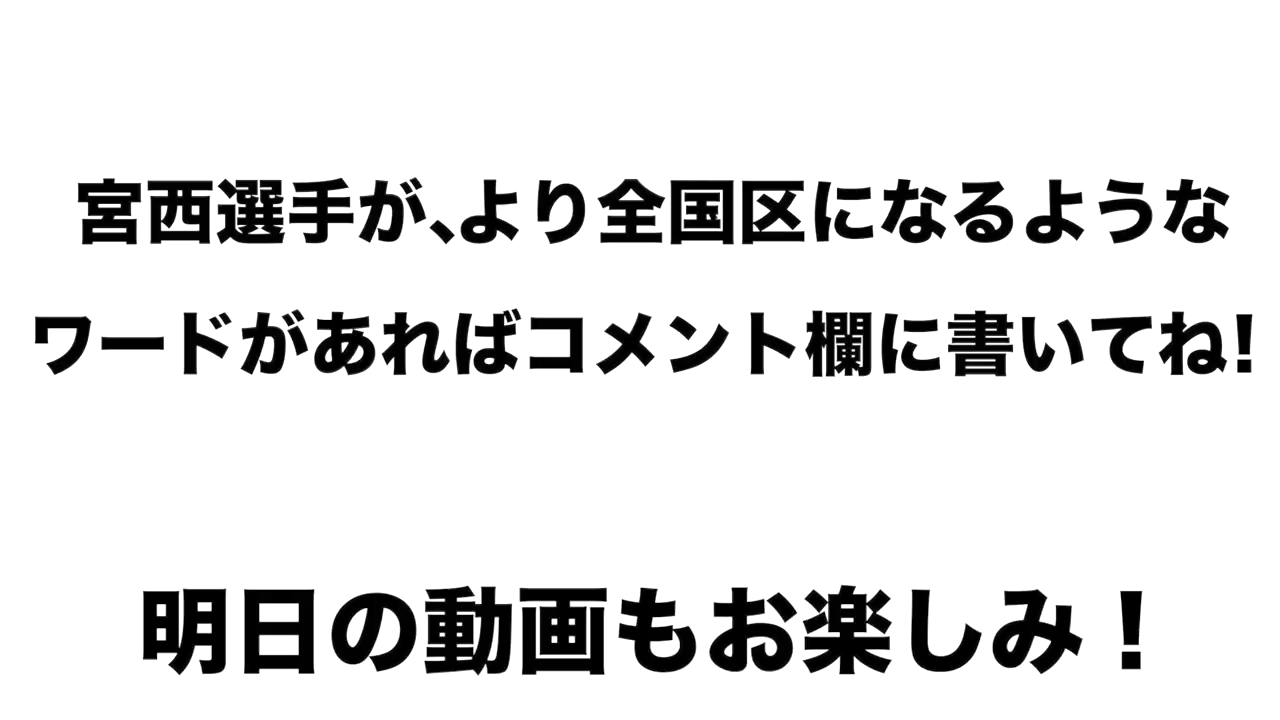 宮西選手が、より全国区になるような
ワードがあればコメント欄に書いてね!
明日の動画もお楽しみ！